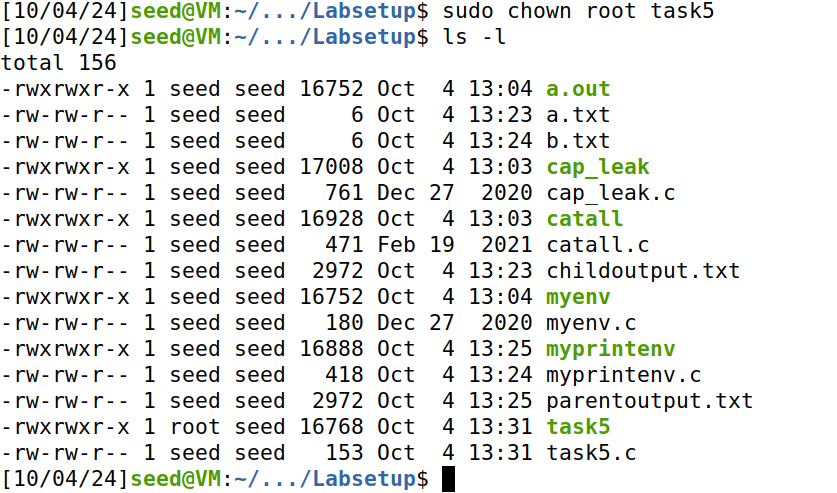 [10/04/24]seed@VM:~/.../Labsetup$ sudo chown root task5
[10/04/24]seed@VM:~/.../Labsetup$ ls -l
total 156
-rwxrwxr-x 1 seed seed 16752 Oct  4 13:04 a.out
-rw-rw-r-- 1 seed seed     6 Oct  4 13:23 a.txt
-rw-rw-r-- 1 seed seed     6 Oct  4 13:24 b.txt
-rwxrwxr-x 1 seed seed 17008 Oct  4 13:03 cap_leak
-rw-rw-r-- 1 seed seed   761 Dec 27  2020 cap_leak.c
-rwxrwxr-x 1 seed seed 16928 Oct  4 13:03 catall
-rw-rw-r-- 1 seed seed   471 Feb 19  2021 catall.c
-rw-rw-r-- 1 seed seed  2972 Oct  4 13:23 childoutput.txt
-rwxrwxr-x 1 seed seed 16752 Oct  4 13:04 myenv
-rw-rw-r-- 1 seed seed   180 Dec 27  2020 myenv.c
-rwxrwxr-x 1 seed seed 16888 Oct  4 13:25 myprintenv
-rw-rw-r-- 1 seed seed   418 Oct  4 13:24 myprintenv.c
-rw-rw-r-- 1 seed seed  2972 Oct  4 13:25 parentoutput.txt
-rwxrwxr-x 1 root seed 16768 Oct  4 13:31 task5
-rw-rw-r-- 1 seed seed   153 Oct  4 13:31 task5.c
[10/04/24]seed@VM:~/.../Labsetup$